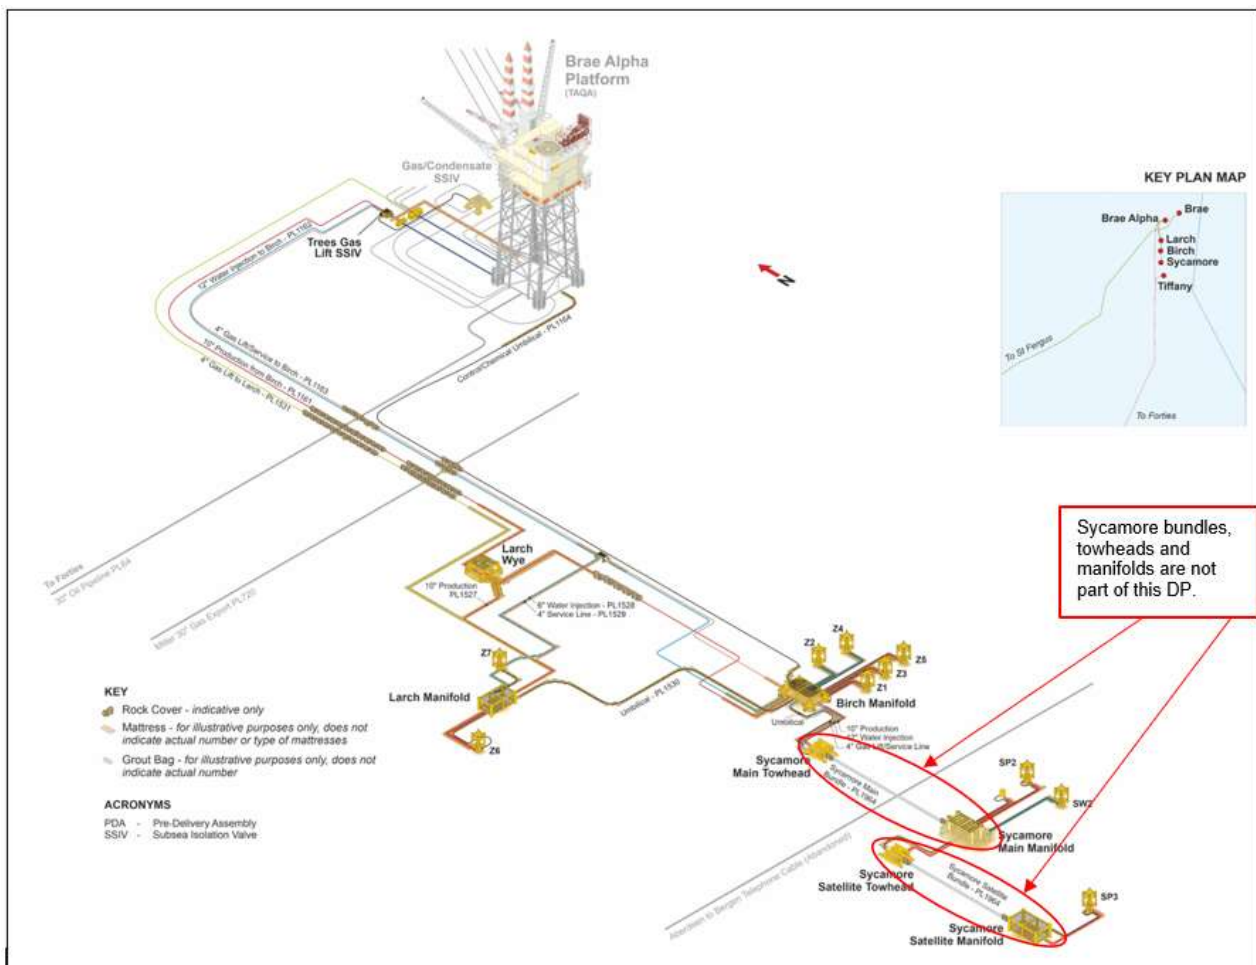 Brae Alpha
Platform
(TAQA)
Gas/Condensate
SSIV
Trees Gas
Lift SSIV
N
KEY PLAN MAP
Brae Alpha
Brae
Larch
Birch
Sycamore
Tiffany
To St Fergus
To Forties
12" Water Injection to Birch - PL1162
4" Gas Lift/Service to Birch - PL1163
10" Production from Birch - PL1161
4" Gas Lift to Larch - PL1531
Control/Chemical Umbilical - PL1164
To Forties
30" Oil Pipeline PL64
Miller 30" Gas Export PL720
Larch
Wye
10" Production
PL1527
6" Water Injection - PL1528
4" Service Line - PL1529
Sycamore bundles,
towheads and
manifolds are not
part of this DP.
Z7
Larch Manifold
Z6
Umbilical - PL1530
Z2
Z4
Z5
Z3
Z1
Birch Manifold
Umbilical
10" Production
12" Water Injection
4" Gas Lift/Service Line
Sycamore
Main Towhead
Sycamore Main
Bundle - PL1964
SP2
SW2
Sycamore
Main Manifold
Sycamore
Satellite Towhead
Sycamore Satellite
Bundle - PL1964
SP3
Sycamore
Satellite Manifold
Aberdeen to Bergen Telephone Cable (Abandoned)
KEY
Rock Cover - indicative only
Mattress - for illustrative purposes only, does not
indicate actual number or type of mattresses
Grout Bag - for illustrative purposes only, does not
indicate actual number
ACRONYMS
PDA - Pre-Delivery Assembly
SSIV - Subsea Isolation Valve